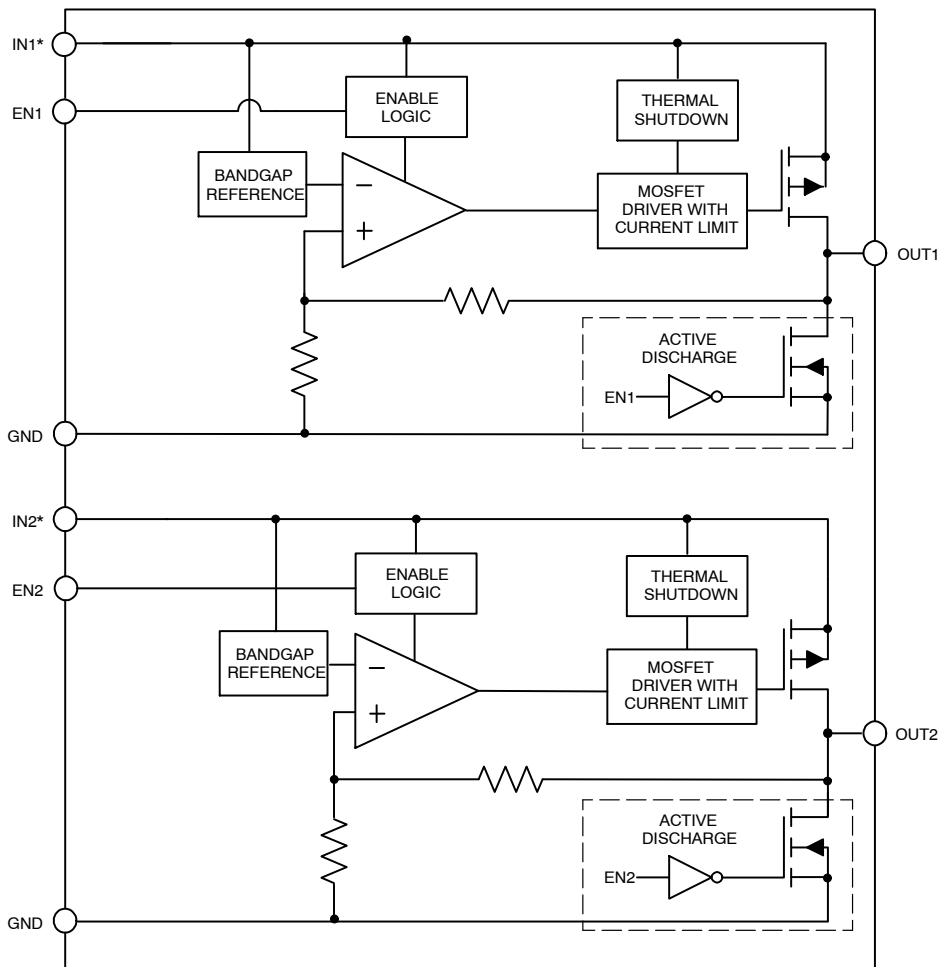 IN1*
EN1
ENABLE
LOGIC
THERMAL
SHUTDOWN
BANDGAP
REFERENCE
−
+
MOSFET
DRIVER WITH
CURRENT LIMIT
OUT1
ACTIVE
DISCHARGE
EN1
GND
IN2*
EN2
ENABLE
LOGIC
THERMAL
SHUTDOWN
BANDGAP
REFERENCE
−
+
MOSFET
DRIVER WITH
CURRENT LIMIT
OUT2
ACTIVE
DISCHARGE
EN2
GND